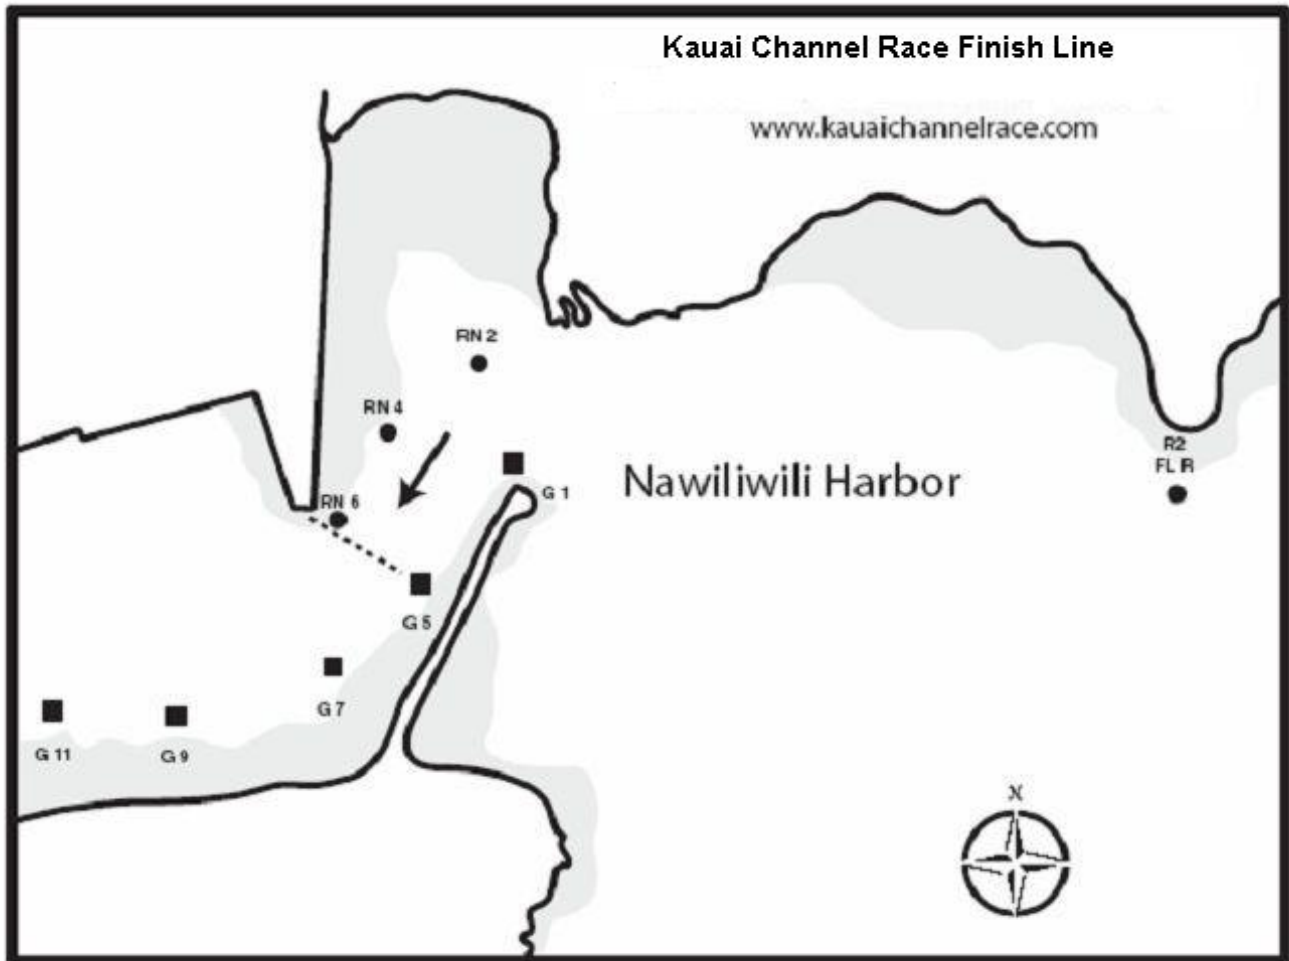 Kauai Channel Race Finish Line
www.kauaichannelrace.com
RN 2
RN 4
R2
FL R
Nawiliwili Harbor
G 1
RN 6
G 5
G 7
G 11
G 9